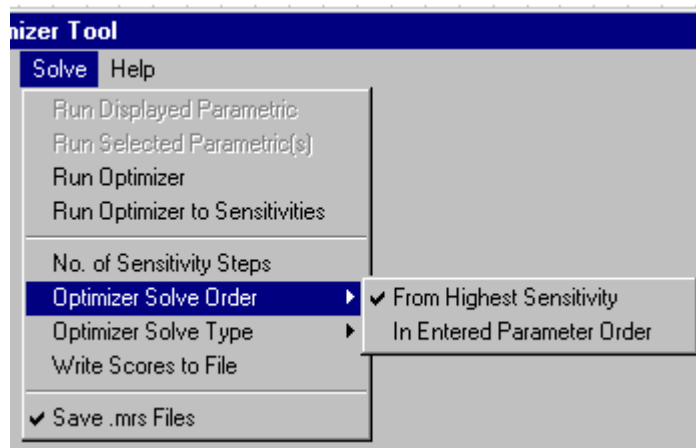 nizer Tool
Solve Help
Run Displayed Parametric
Run Selected Parametric(s)
Run Optimizer
Run Optimizer to Sensitivities
No. of Sensitivity Steps
Optimizer Solve Order
From Highest Sensitivity
In Entered Parameter Order
Optimizer Solve Type
Write Scores to File
Save .mrs Files